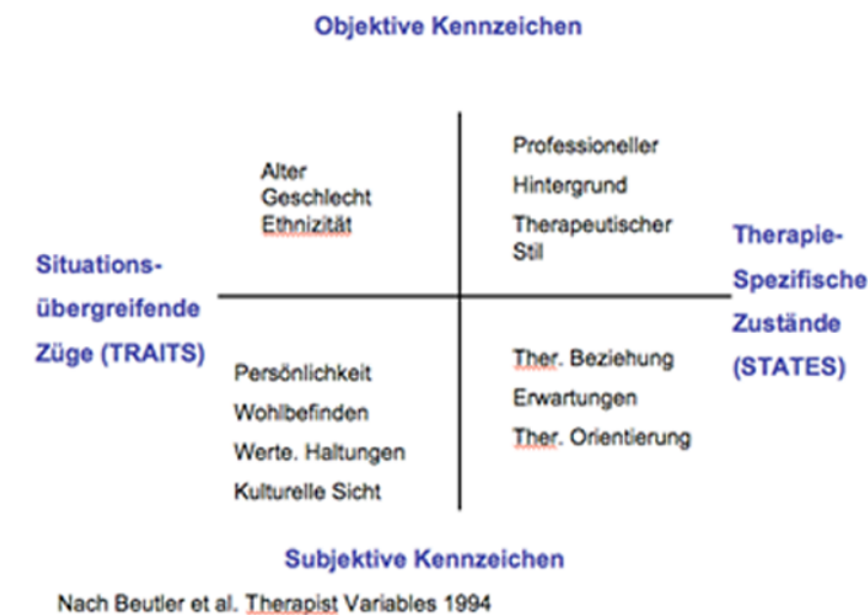 Objektive Kennzeichen
Alter
Geschlecht
Ethnizität
Professioneller
Hintergrund
Therapeutischer
Stil
Situations-
übergreifende
Züge (TRAITS)
Therapie-
Spezifische
Zustände
(STATES)
Persönlichkeit
Wohlbefinden
Werte. Haltungen
Kulturelle Sicht
Ther. Beziehung
Erwartungen
Ther. Orientierung
Subjektive Kennzeichen
Nach Beutler et al. Therapist Variables 1994